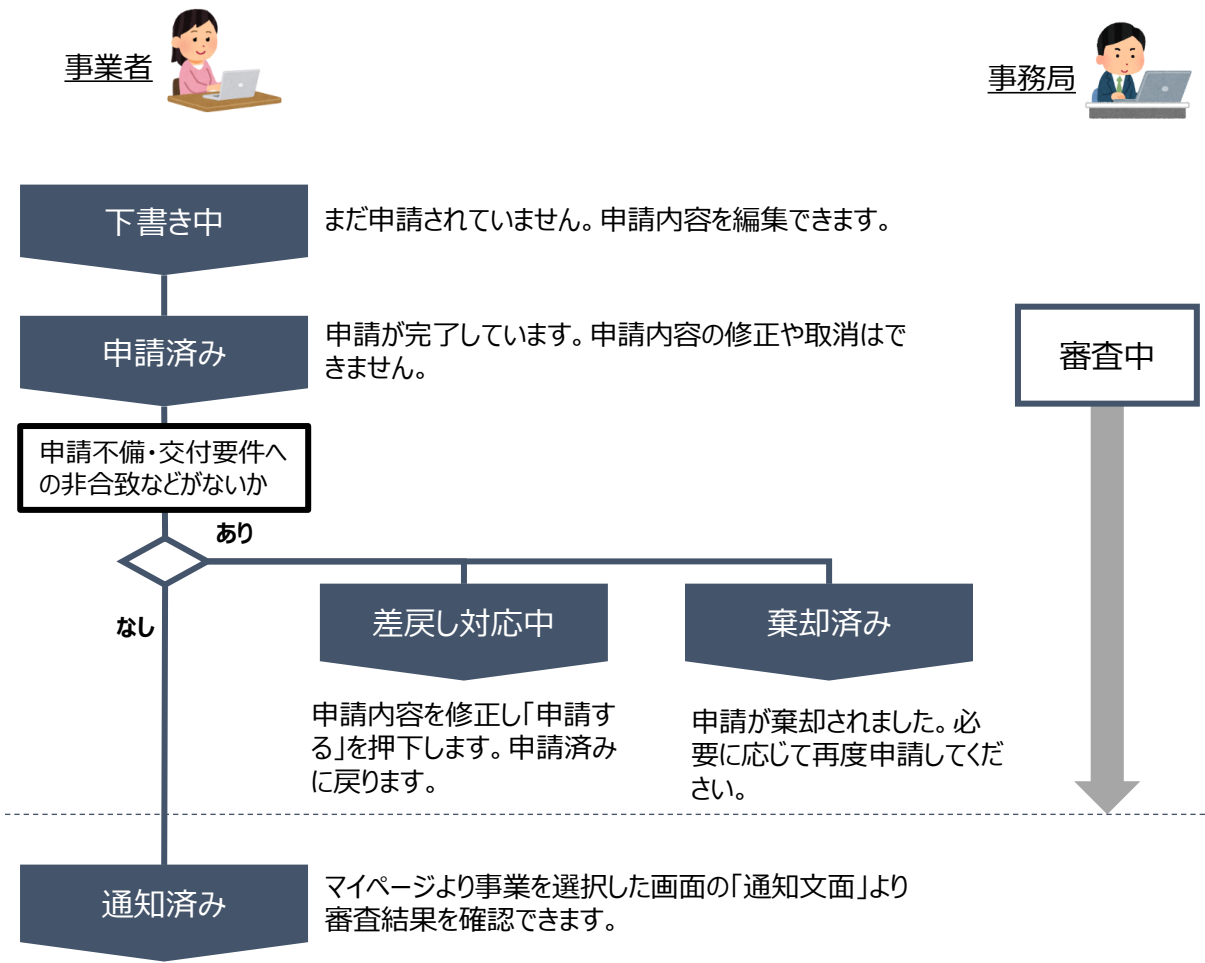 事業者
事務局
下書き中
まだ申請されていません。申請内容を編集できます。
申請済み
申請が完了しています。申請内容の修正や取消はで
きません。
審査中
申請不備・交付要件へ
の非合致などがないか
あり
なし
差戻し対応中
棄却済み
申請内容を修正し「申請す
る」を押下します。申請済み
に戻ります。
申請が棄却されました。必
要に応じて再度申請してくだ
さい。
通知済み
マイページより事業を選択した画面の「通知文面」より
審査結果を確認できます。